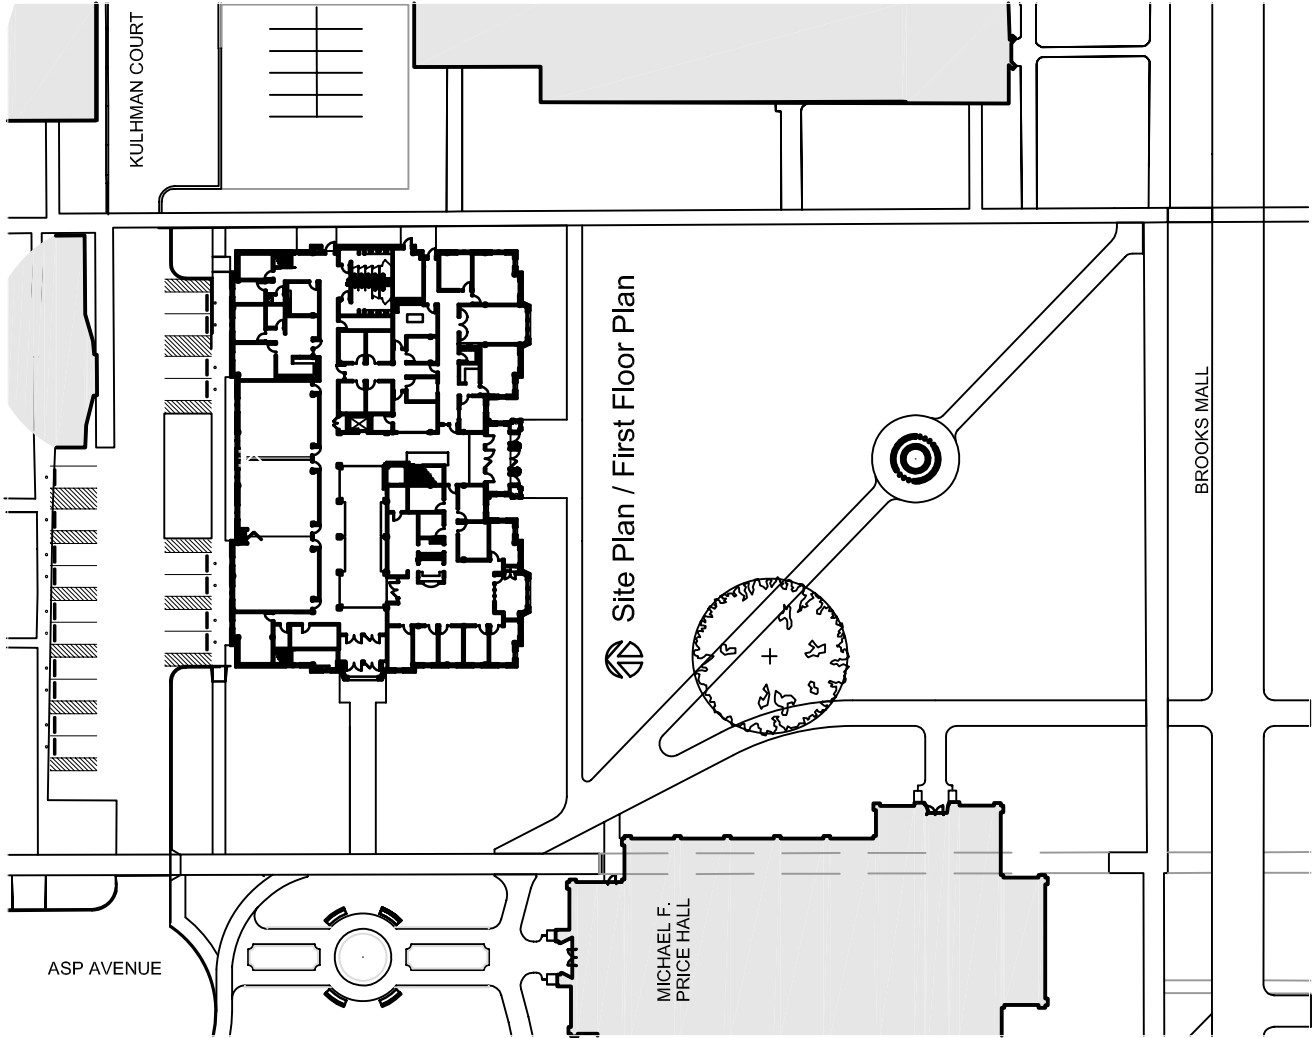 KULHMAN COURT
Site Plan / First Floor Plan
BROOKS MALL
MICHAEL F.
PRICE HALL
ASP AVENUE